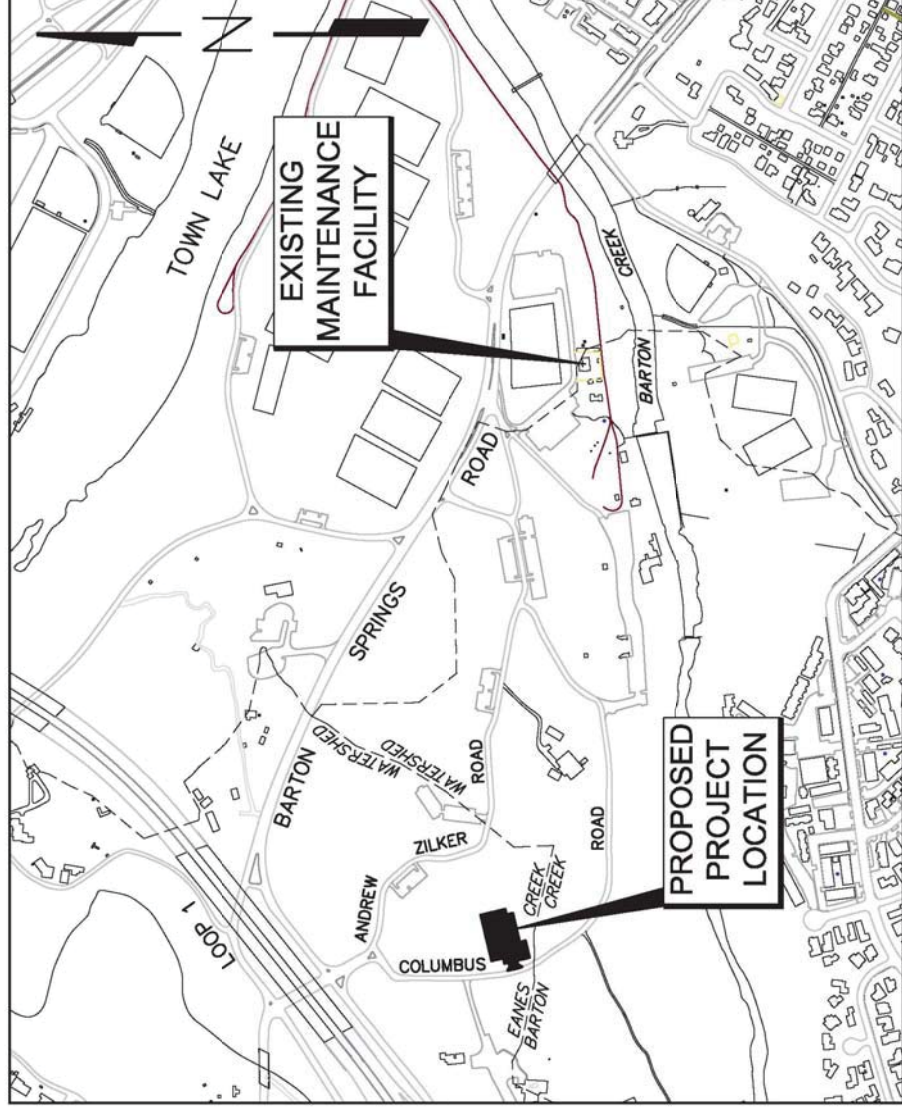 N
TOWN LAKE
EXISTING
MAINTENANCE
FACILITY
LOOP 1
BARTON
SPRINGS
ROAD
WATERSHED
WATERSHED
CREEK
BARTON
ANDREW
ZILKER
ROAD
COLUMBUS
ROAD
CREEK
CREEK
EANES
BARTON
PROPOSED
PROJECT
LOCATION